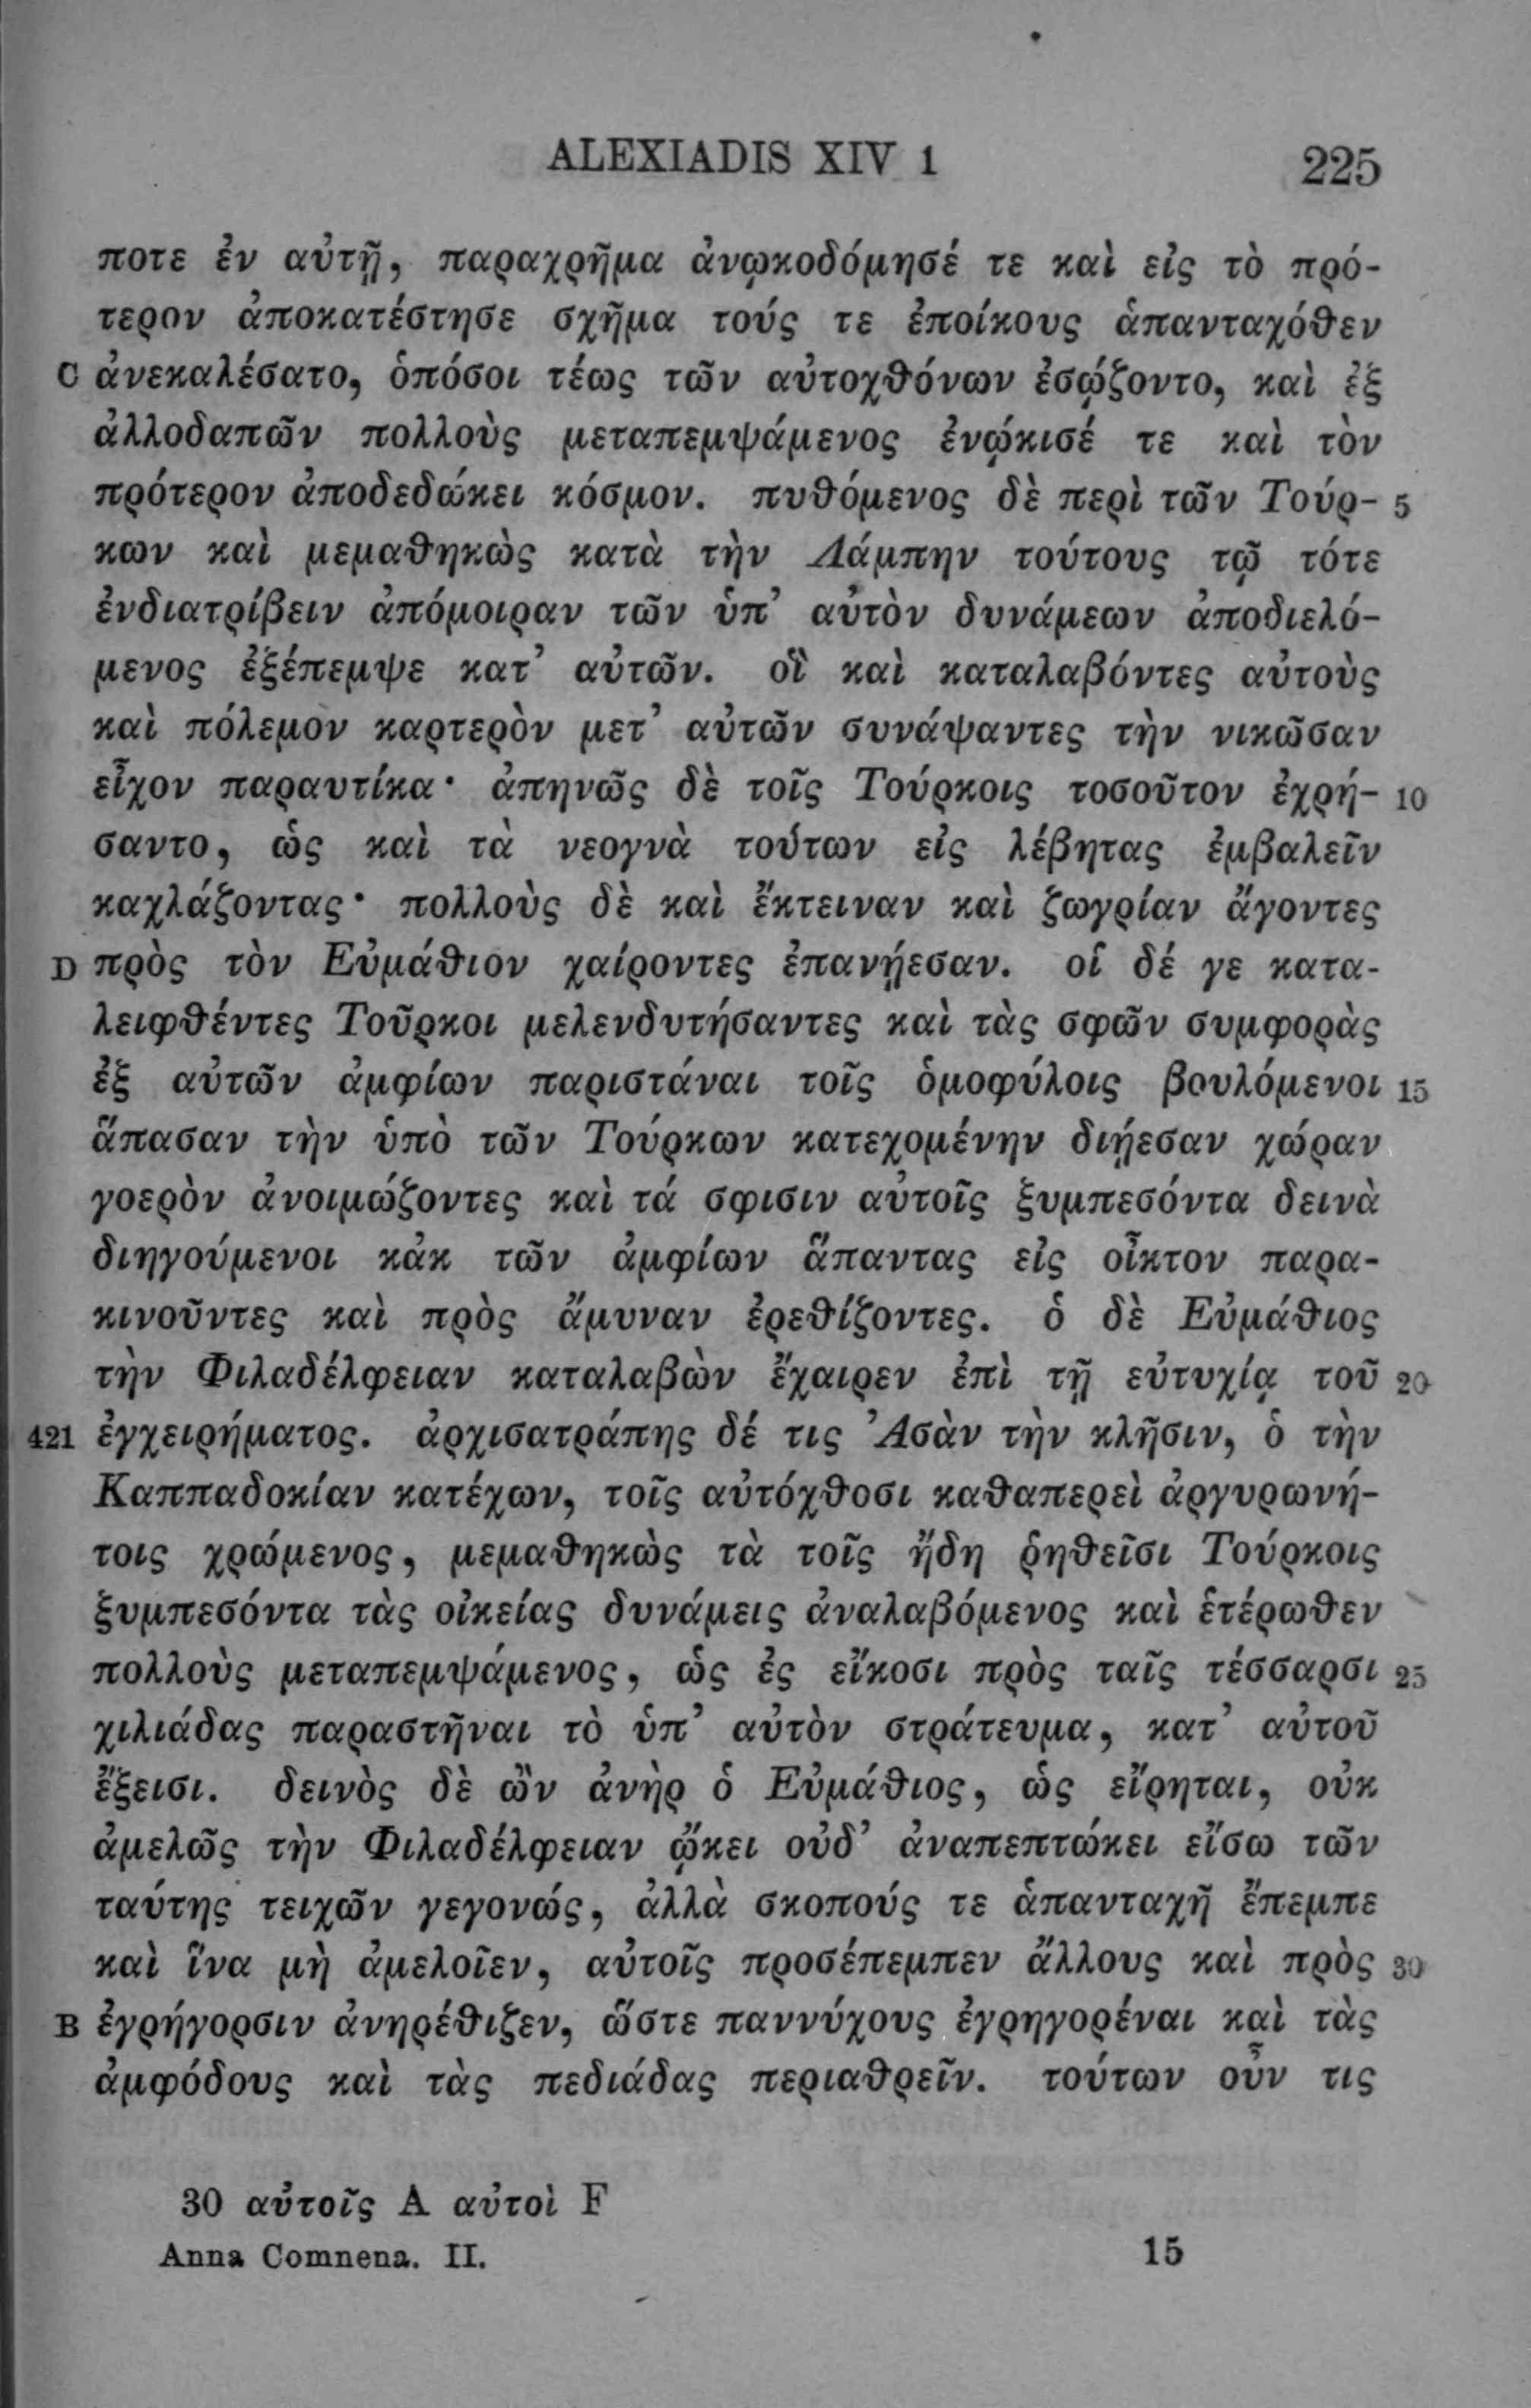 ALEXIADIS XIV 1 225
ποτε ἐν αὐτῇ, παραχρῆμα ἀνῳκοδόμησέ τε καὶ εἰς τὸ πρό-
τερον ἀποκατέστησε σχῆμα τούς τε ἐποίκους ἁπανταχόθεν
C ἀνεκαλέσατο, ὁπόσοι τέως τῶν αὐτοχθόνων ἐσῴζοντο, καὶ ἐξ
ἀλλοδαπῶν πολλοὺς μεταπεμψάμενος ἐνῴκισέ τε καὶ τὸν
πρότερον ἀποδεδώκει κόσμον. πυθόμενος δὲ περὶ τῶν Τούρ- 5
κων καὶ μεμαθηκὼς κατὰ τὴν Λάμπην τούτους τῷ τότε
ἐνδιατρίβειν ἀπόμοιραν τῶν ὑπ’ αὐτὸν δυνάμεων ἀποδιελό-
μενος ἐξέπεμψε κατ’ αὐτῶν. οἳ καὶ καταλαβόντες αὐτοὺς
καὶ πόλεμον καρτερὸν μετ’ αὐτῶν συνάψαντες τὴν νικῶσαν
εἶχον παραυτίκα· ἀπηνῶς δὲ τοῖς Τούρκοις τοσοῦτον ἐχρή- 10
σαντο, ὡς καὶ τὰ νεογνὰ τούτων εἰς λέβητας ἐμβαλεῖν
καχλάζοντας· πολλοὺς δὲ καὶ ἔκτειναν καὶ ζωγρίαν ἄγοντες
D πρὸς τὸν Εὐμάθιον χαίροντες ἐπανῄεσαν. οἱ δέ γε κατα-
λειφθέντες Τοῦρκοι μελενδυτήσαντες καὶ τὰς σφῶν συμφορὰς
ἐξ αὐτῶν ἀμφίων παριστάναι τοῖς ὁμοφύλοις βουλόμενοι 15
ἅπασαν τὴν ὑπὸ τῶν Τούρκων κατεχομένην διῄεσαν χώραν
γοερὸν ἀνοιμώζοντες καὶ τά σφισιν αὐτοῖς ξυμπεσόντα δεινὰ
διηγούμενοι κἀκ τῶν ἀμφίων ἅπαντας εἰς οἶκτον παρα-
κινοῦντες καὶ πρὸς ἄμυναν ἐρεθίζοντες. ὁ δὲ Εὐμάθιος
τὴν Φιλαδέλφειαν καταλαβὼν ἔχαιρεν ἐπὶ τῇ εὐτυχίᾳ τοῦ 20
421 ἐγχειρήματος. ἀρχισατράπης δέ τις Ἀσὰν τὴν κλῆσιν, ὁ τὴν
Καππαδοκίαν κατέχων, τοῖς αὐτόχθοσι καθαπερεὶ ἀργυρωνή-
τοις χρώμενος, μεμαθηκὼς τὰ τοῖς ἤδη ῥηθεῖσι Τούρκοις
ξυμπεσόντα τὰς οἰκείας δυνάμεις ἀναλαβόμενος καὶ ἑτέρωθεν
πολλοὺς μεταπεμψάμενος, ὡς ἐς εἴκοσι πρὸς ταῖς τέσσαρσι 25
χιλιάδας παραστῆναι τὸ ὑπ’ αὐτὸν στράτευμα, κατ’ αὐτοῦ
ἔξεισι. δεινὸς δὲ ὢν ἀνὴρ ὁ Εὐμάθιος, ὡς εἴρηται, οὐκ
ἀμελῶς τὴν Φιλαδέλφειαν ᾤκει οὐδ’ ἀναπεπτώκει εἴσω τῶν
ταύτης τειχῶν γεγονώς, ἀλλὰ σκοπούς τε ἁπανταχῆ ἔπεμπε
καὶ ἵνα μὴ ἀμελοῖεν, αὐτοῖς προσέπεμπεν ἄλλους καὶ πρὸς 30
B ἐγρήγορσιν ἀνηρέθιζεν, ὥστε παννύχους ἐγρηγορέναι καὶ τὰς
ἀμφόδους καὶ τὰς πεδιάδας περιαθρεῖν. τούτων οὖν τις
30 αὐτοῖς A αὐτοὶ F
Anna Comnena. II. 15